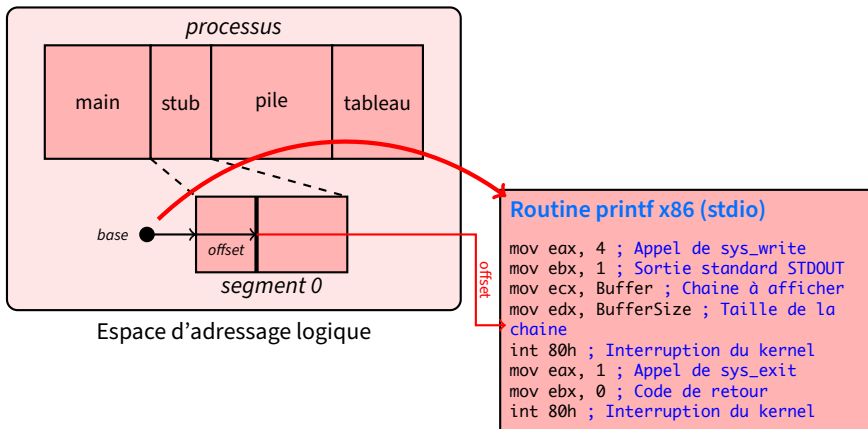 processus
main
stub
pile
tableau
base
offset
segment 0
Espace d'adressage logique
offset
Routine printf x86 (stdio)
mov eax, 4 ; Appel de sys_write
mov ebx, 1 ; Sortie standard STDOUT
mov ecx, Buffer ; Chaine à afficher
mov edx, BufferSize ; Taille de la
chaine
int 80h ; Interruption du kernel
mov eax, 1 ; Appel de sys_exit
mov ebx, 0 ; Code de retour
int 80h ; Interruption du kernel